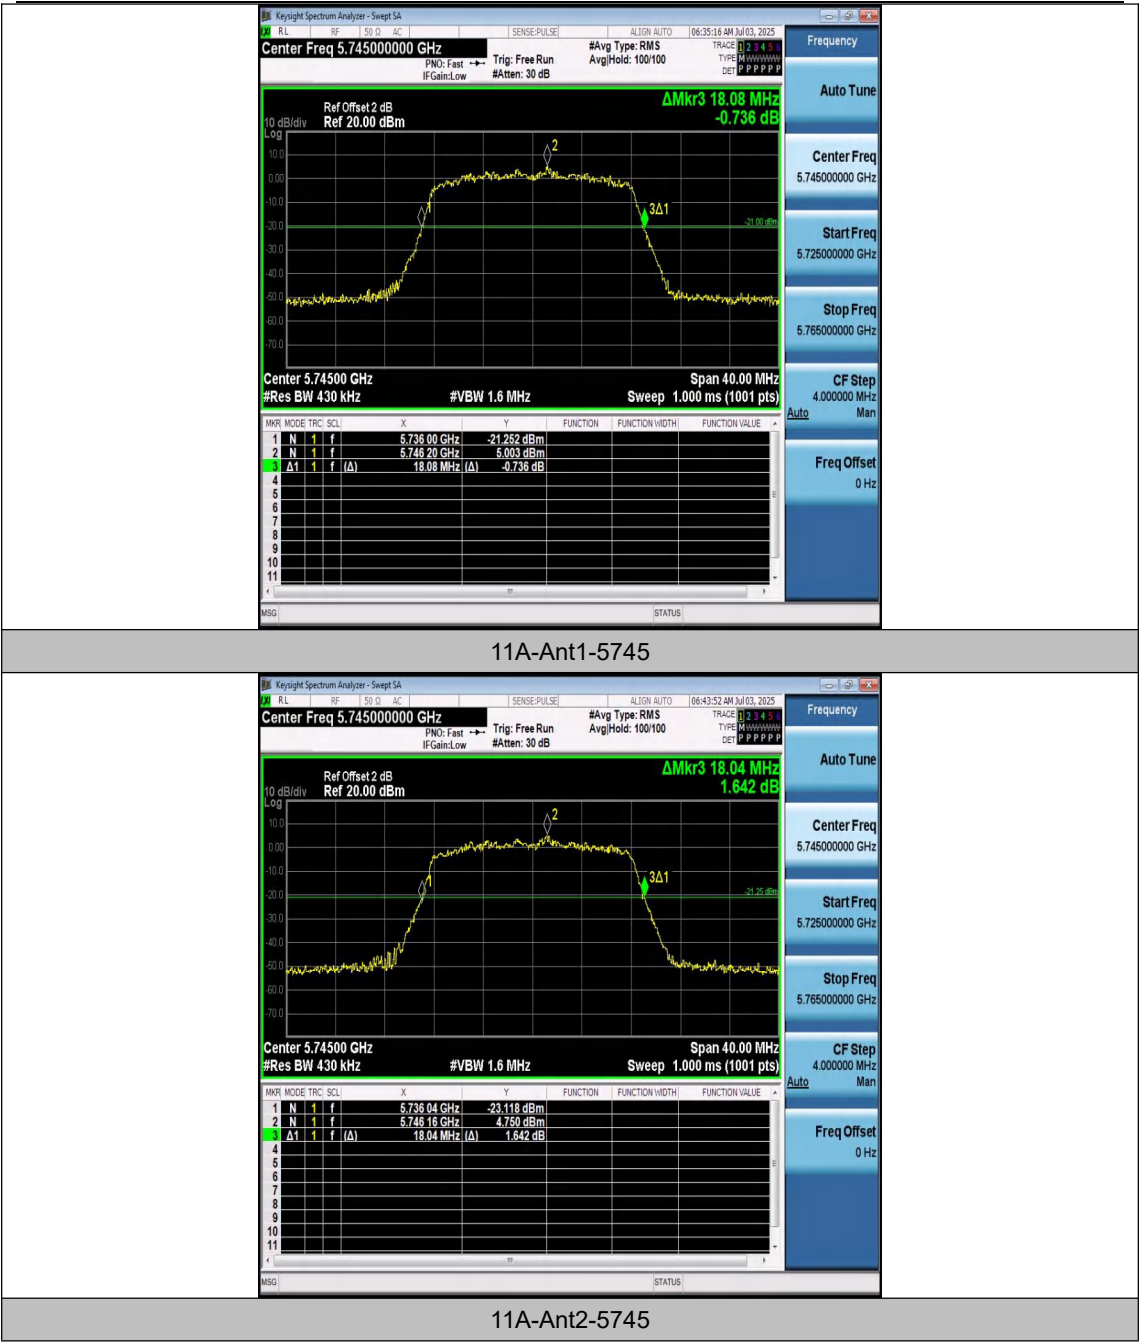 Keysight Spectrum Analyzer - Swept SA
RL RF 50 Ω AC SENSE:PULSE ALIGN AUTO 06:35:16 AM Jul 03, 2025
Center Freq 5.745000000 GHz
PNO: Fast Trig: Free Run
IFGain:Low #Atten: 30 dB
#Avg Type: RMS
Avg|Hold: 100/100
TRACE 1 2 3 4 5 6
TYPE M WWWWW
DET P P P P P P
Frequency
Auto Tune
Center Freq
5.745000000 GHz
Start Freq
5.725000000 GHz
Stop Freq
5.765000000 GHz
CF Step
4.000000 MHz
Auto Man
Freq Offset
0 Hz
ΔMkr3 18.08 MHz
-0.736 dB
Ref Offset 2 dB
10 dB/div Ref 20.00 dBm
Log
10.0
0.00
-10.0
-20.0
-30.0
-40.0
-50.0
-60.0
-70.0
2
3Δ1
-21.00 dBm
Center 5.74500 GHz Span 40.00 MHz
#Res BW 430 kHz #VBW 1.6 MHz Sweep 1.000 ms (1001 pts)
MKR MODE TRC SCL X Y FUNCTION FUNCTION WIDTH FUNCTION VALUE
1 N 1 f 5.736 00 GHz -21.252 dBm
2 N 1 f 5.746 20 GHz 5.003 dBm
3 Δ1 1 f (Δ) 18.08 MHz (Δ) -0.736 dB
4
5
6
7
8
9
10
11
MSG STATUS
11A-Ant1-5745
Keysight Spectrum Analyzer - Swept SA
RL RF 50 Ω AC SENSE:PULSE ALIGN AUTO 06:43:52 AM Jul 03, 2025
Center Freq 5.745000000 GHz
PNO: Fast Trig: Free Run
IFGain:Low #Atten: 30 dB
#Avg Type: RMS
Avg|Hold: 100/100
TRACE 1 2 3 4 5 6
TYPE M WWWWW
DET P P P P P P
Frequency
Auto Tune
Center Freq
5.745000000 GHz
Start Freq
5.725000000 GHz
Stop Freq
5.765000000 GHz
CF Step
4.000000 MHz
Auto Man
Freq Offset
0 Hz
ΔMkr3 18.04 MHz
1.642 dB
Ref Offset 2 dB
10 dB/div Ref 20.00 dBm
Log
10.0
0.00
-10.0
-20.0
-30.0
-40.0
-50.0
-60.0
-70.0
2
1
3Δ1
-21.25 dBm
Center 5.74500 GHz Span 40.00 MHz
#Res BW 430 kHz #VBW 1.6 MHz Sweep 1.000 ms (1001 pts)
MKR MODE TRC SCL X Y FUNCTION FUNCTION WIDTH FUNCTION VALUE
1 N 1 f 5.736 04 GHz -23.118 dBm
2 N 1 f 5.746 16 GHz 4.750 dBm
3 Δ1 1 f (Δ) 18.04 MHz (Δ) 1.642 dB
4
5
6
7
8
9
10
11
MSG STATUS
11A-Ant2-5745